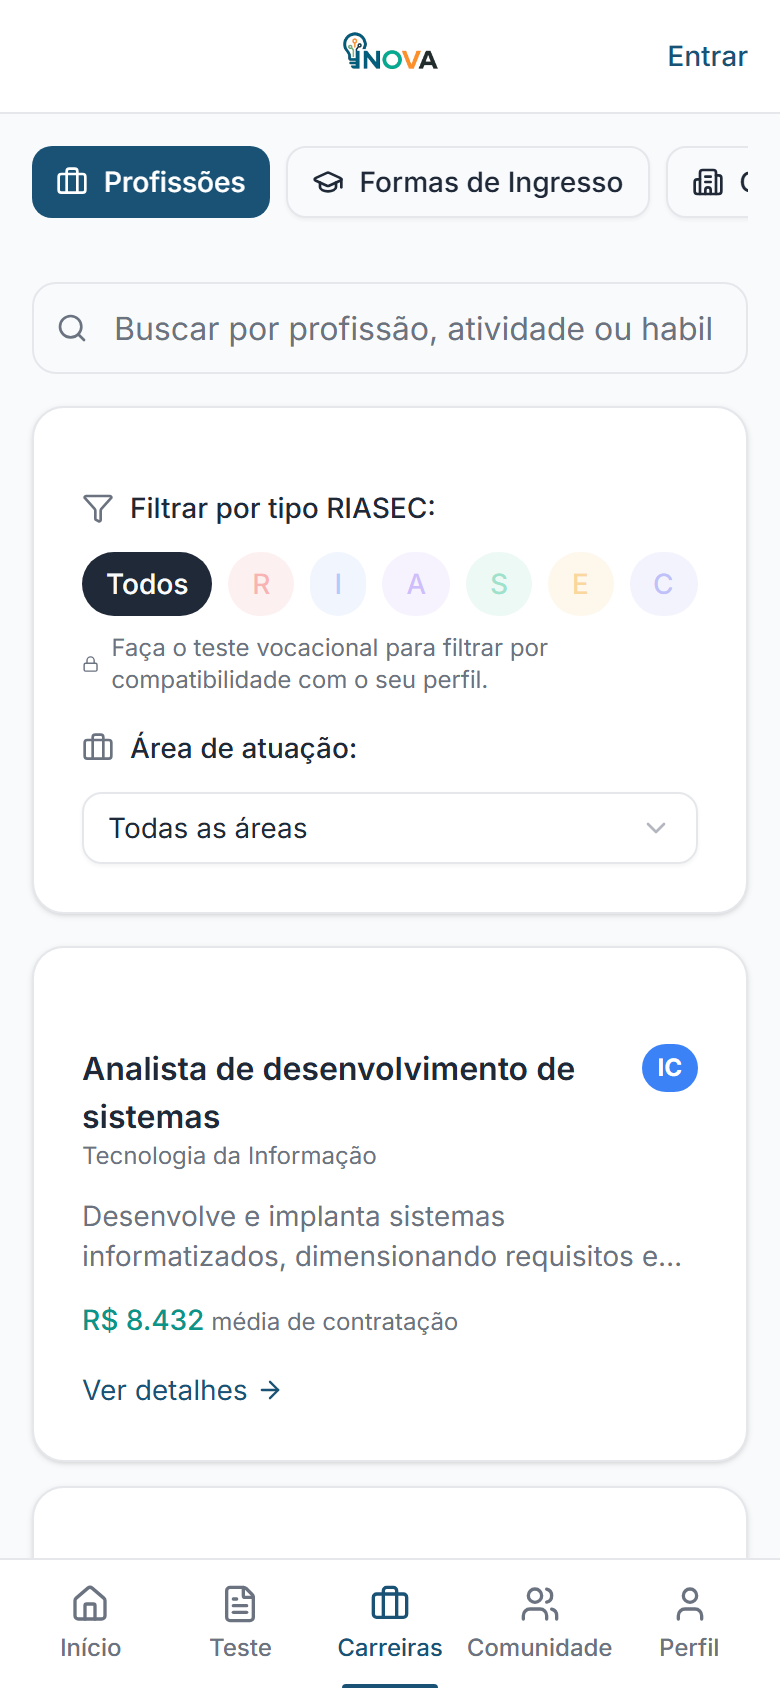 INOVA
Entrar
Profissões
Formas de Ingresso
Buscar por profissão, atividade ou habil
Filtrar por tipo RIASEC:
Todos R I A S E C
Faça o teste vocacional para filtrar por
compatibilidade com o seu perfil.
Área de atuação:
Todas as áreas
Analista de desenvolvimento de
sistemas
IC
Tecnologia da Informação
Desenvolve e implanta sistemas
informatizados, dimensionando requisitos e...
R$ 8.432 média de contratação
Ver detalhes →
Início
Teste
Carreiras
Comunidade
Perfil